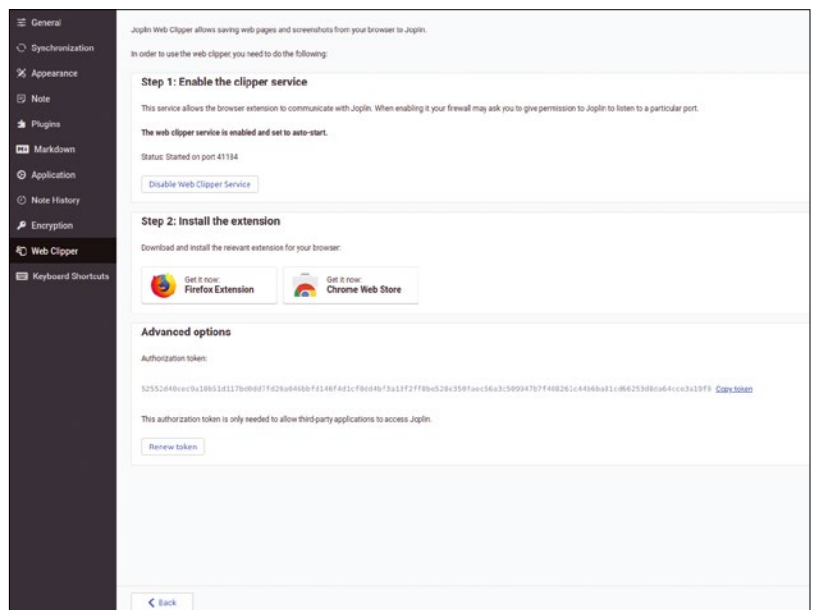 General
Synchronization
Appearance
Note
Plugins
Markdown
Application
Note History
Encryption
Web Clipper
Keyboard Shortcuts
Joplin Web Clipper allows saving web pages and screenshots from your browser to Joplin.
In order to use the web clipper, you need to do the following:
Step 1: Enable the clipper service
This service allows the browser extension to communicate with Joplin. When enabling it your firewall may ask you to give permission to Joplin to listen to a particular port.
The web clipper service is enabled and set to auto-start.
Status: Started on port 41184
Disable Web Clipper Service
Step 2: Install the extension
Download and install the relevant extension for your browser:
Get it now:
Firefox Extension
Get it now:
Chrome Web Store
Advanced options
Authorization token:
Copy token
This authorization token is only needed to allow third-party applications to access Joplin.
Renew token
Back